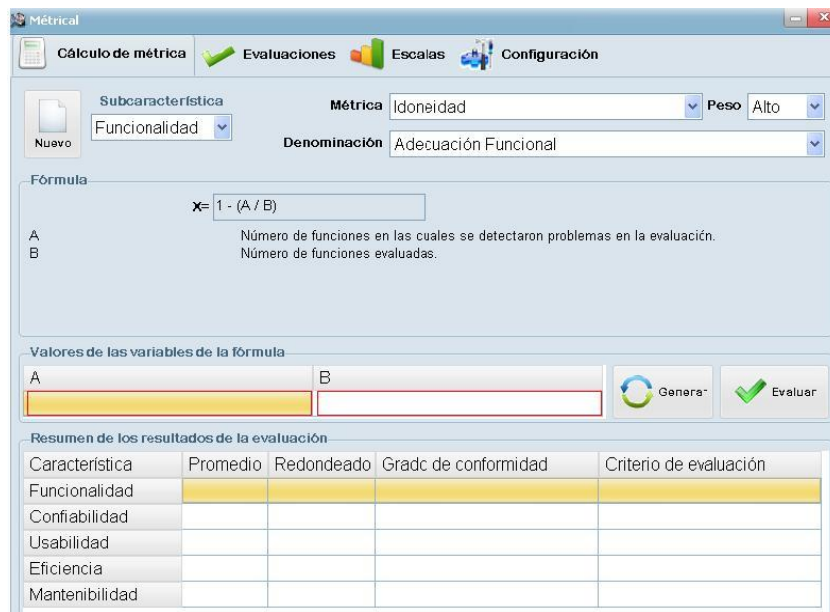 Métrical
Cálculo de métrica Evaluaciones Escalas Configuración
Nuevo
Subcaracterística
Funcionalidad
Métrica Idoneidad Peso Alto
Denominación Adecuación Funcional
Fórmula
x= 1 - (A / B)
A Número de funciones en las cuales se detectaron problemas en la evaluación.
B Número de funciones evaluadas.
Valores de las variables de la fórmula
A B
Generar Evaluar
Resumen de los resultados de la evaluación
Característica Promedio Redondeado Grado de conformidad Criterio de evaluación
Funcionalidad
Confiabilidad
Usabilidad
Eficiencia
Mantenibilidad